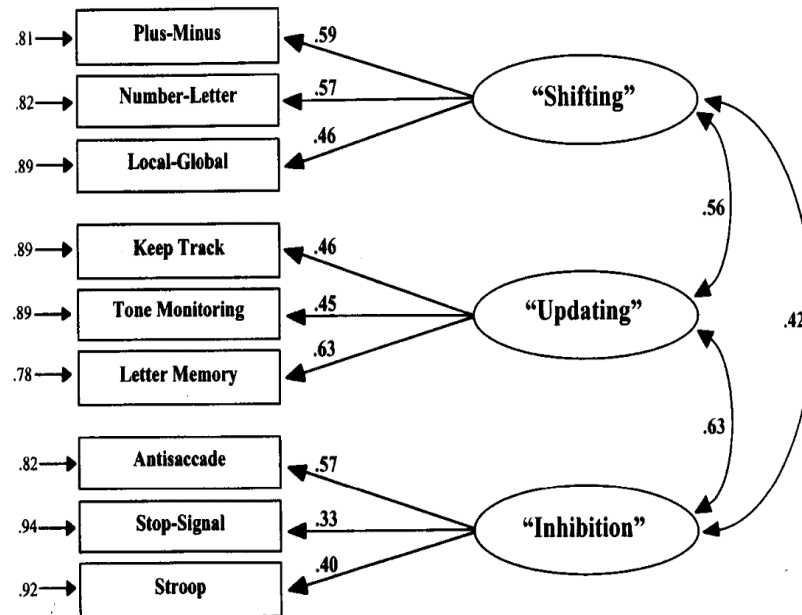 .81 Plus-Minus .59
.82 Number-Letter .57 “Shifting”
.89 Local-Global .46
.56
.89 Keep Track .46
.89 Tone Monitoring .45 “Updating” .42
.78 Letter Memory .63
.63
.82 Antisaccade .57
.94 Stop-Signal .33 “Inhibition”
.92 Stroop .40